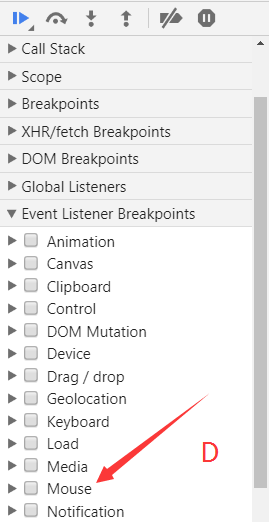 Call Stack
Scope
Breakpoints
XHR/fetch Breakpoints
DOM Breakpoints
Global Listeners
Event Listener Breakpoints
Animation
Canvas
Clipboard
Control
DOM Mutation
Device
Drag / drop
Geolocation
Keyboard
Load
D
Media
Mouse
Notification